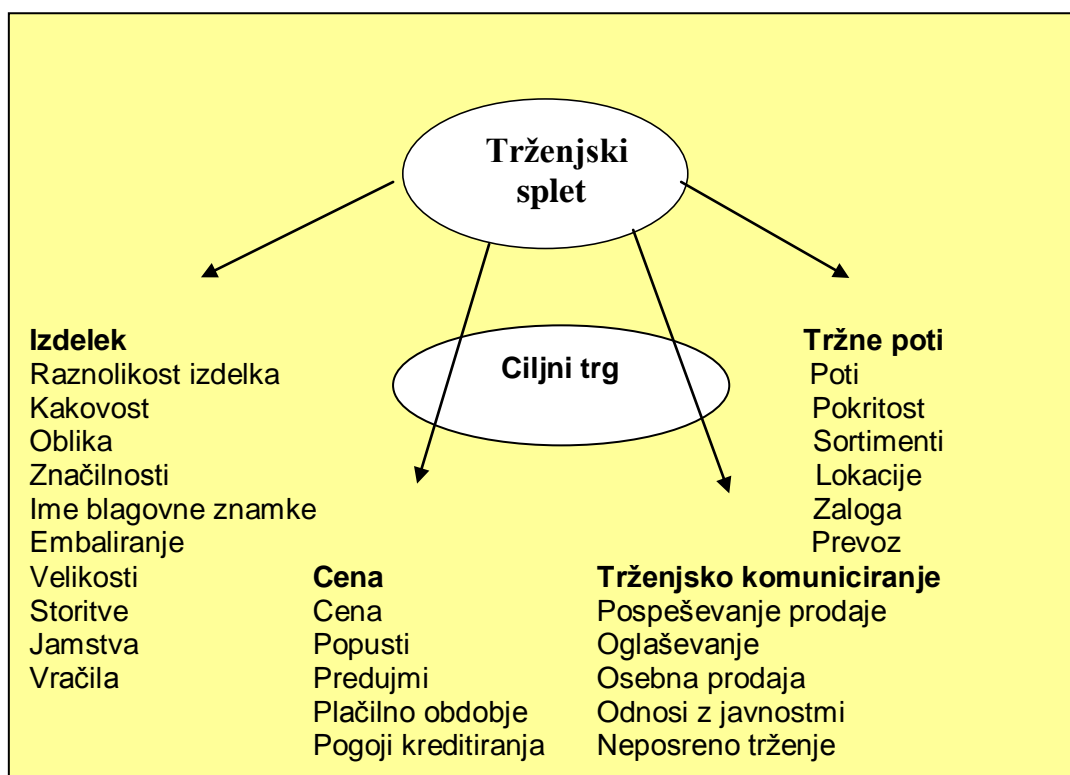 Trženjski
splet
Ciljni trg
Izdelek
Raznolikost izdelka
Kakovost
Oblika
Značilnosti
Ime blagovne znamke
Embaliranje
Velikosti
Storitve
Jamstva
Vračila
Cena
Cena
Popusti
Predujmi
Plačilno obdobje
Pogoji kreditiranja
Trženjsko komuniciranje
Pospeševanje prodaje
Oglaševanje
Osebna prodaja
Odnosi z javnostmi
Neposreno trženje
Tržne poti
Poti
Pokritost
Sortimenti
Lokacije
Zaloga
Prevoz